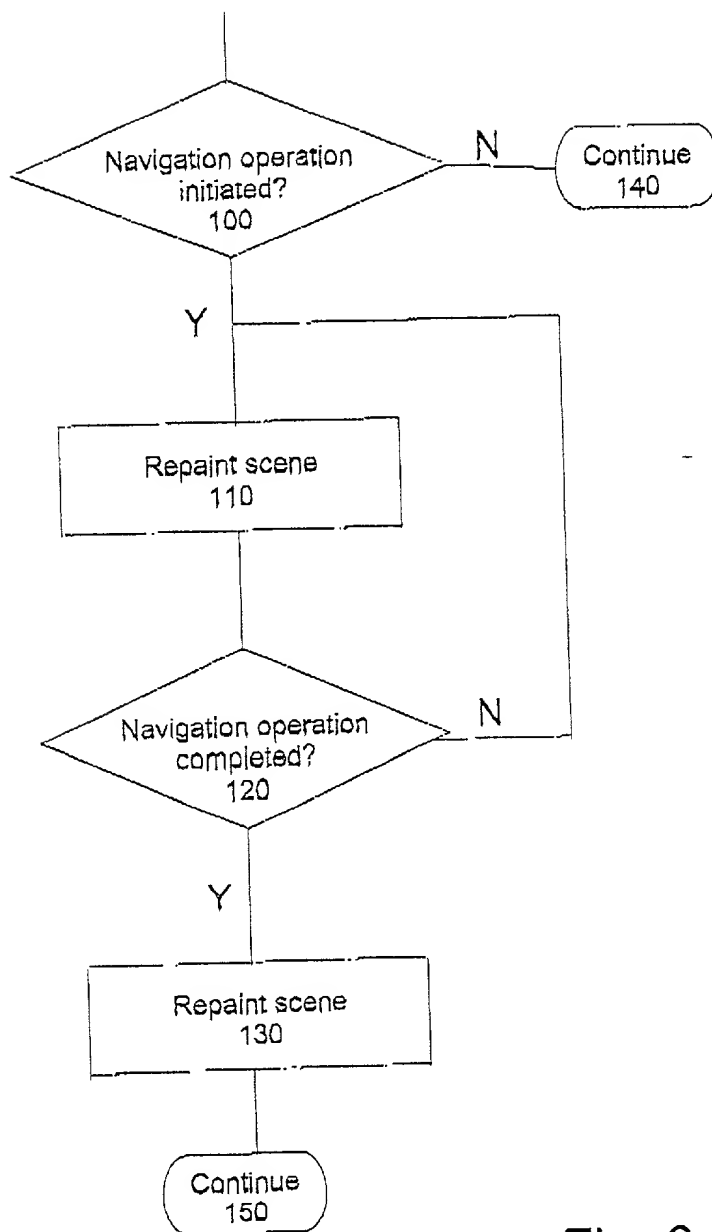 Navigation operation
initiated?
100
N
Continue
140
Y
Repaint scene
110
Navigation operation
completed?
120
N
Y
Repaint scene
130
Continue
150